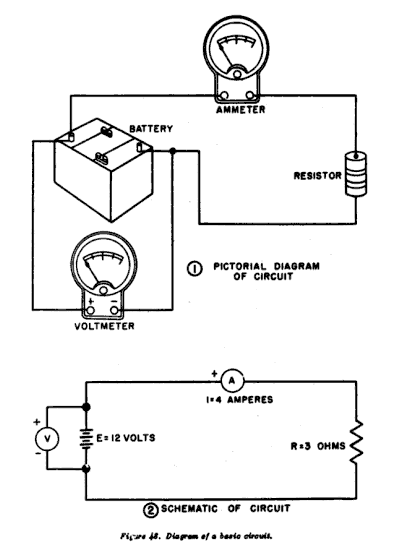 AMMETER
BATTERY
RESISTOR
+ −
VOLTMETER
1 PICTORIAL DIAGRAM
OF CIRCUIT
+ A
I=4 AMPERES
+
V
−
E=12 VOLTS
R=3 OHMS
2 SCHEMATIC OF CIRCUIT
Figure 48. Diagram of a basic circuit.